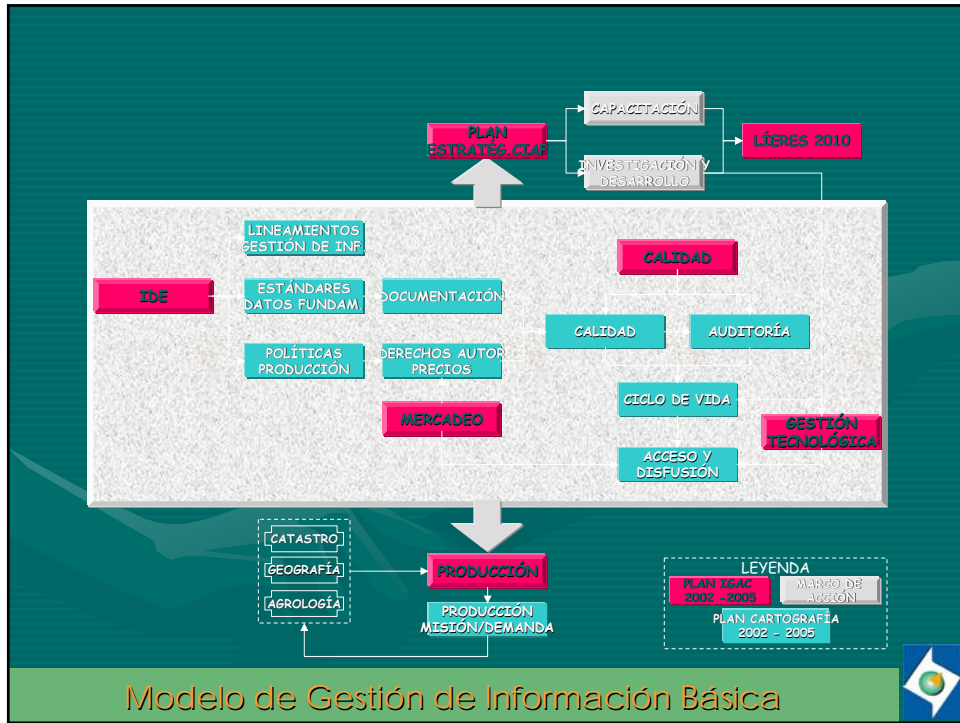 CAPACITACIÓN
PLAN
ESTRATÉG.CIAF
LÍERES 2010
INVESTIGACIÓN Y
DESARROLLO
LINEAMIENTOS
GESTIÓN DE INF.
CALIDAD
IDE
ESTÁNDARES
DATOS FUNDAM.
DOCUMENTACIÓN
CALIDAD
AUDITORÍA
POLÍTICAS
PRODUCCIÓN
DERECHOS AUTOR
PRECIOS
CICLO DE VIDA
MERCADEO
GESTIÓN
TECNOLÓGICA
ACCESO Y
DISFUSIÓN
CATASTRO
GEOGRAFÍA
AGROLOGÍA
PRODUCCIÓN
PRODUCCIÓN
MISIÓN/DEMANDA
LEYENDA
PLAN IGAC
2002 -2005
MARCO DE
ACCIÓN
PLAN CARTOGRAFÍA
2002 - 2005
Modelo de Gestión de Información Básica